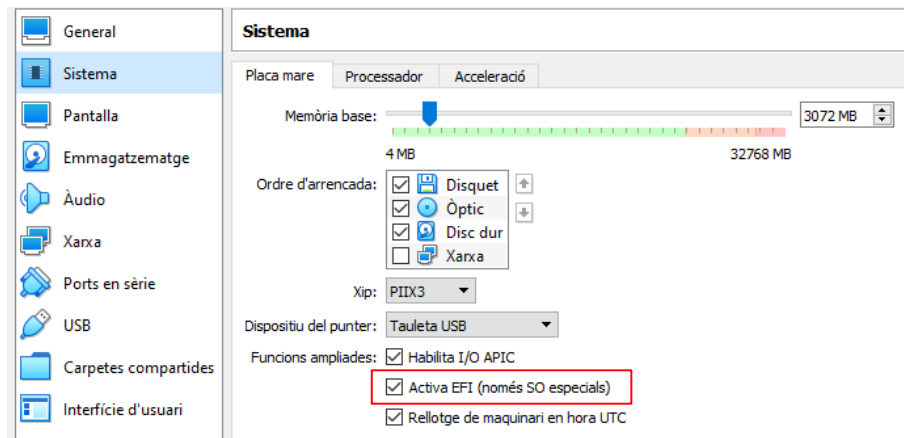 General
Sistema
Pantalla
Emmagatzematge
Àudio
Xarxa
Ports en sèrie
USB
Carpetes compartides
Interfície d'usuari
Sistema
Placa mare Processador Acceleració
Memòria base: 3072 MB
4 MB 32768 MB
Ordre d'arrencada: Disquet
Òptic
Disc dur
Xarxa
Xip: PIIX3
Dispositiu del punter: Tauleta USB
Funcions ampliades: Habilita I/O APIC
Activa EFI (només SO especials)
Rellotge de maquinari en hora UTC